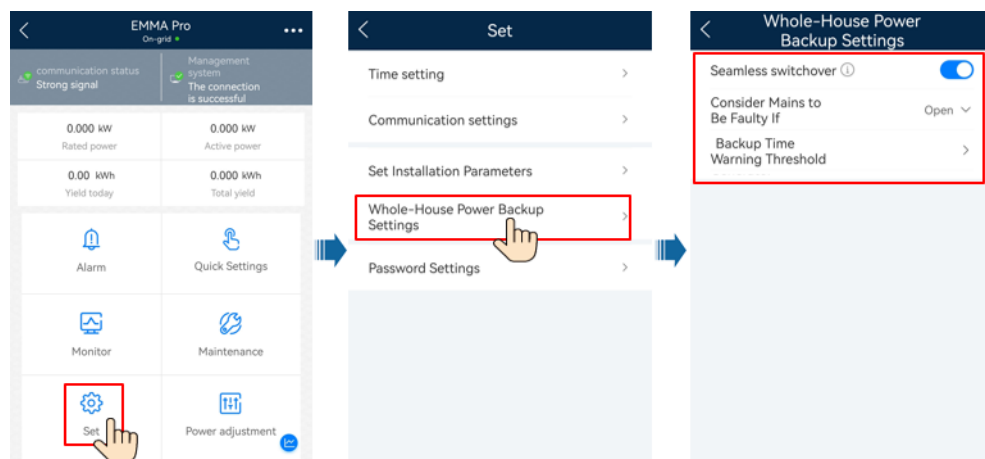 EMMA Pro
On-grid
communication status
Strong signal
Management
system
The connection
is successful
0.000 kW
Rated power
0.000 kW
Active power
0.00 kWh
Yield today
0.000 kWh
Total yield
Alarm
Quick Settings
Monitor
Maintenance
Set
Power adjustment
Set
Time setting
Communication settings
Set Installation Parameters
Whole-House Power Backup
Settings
Password Settings
Whole-House Power
Backup Settings
Seamless switchover
Consider Mains to
Be Faulty If
Open
Backup Time
Warning Threshold